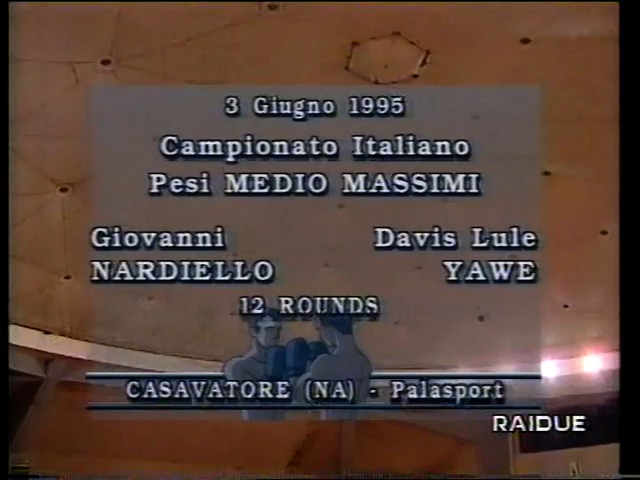 3 Giugno 1995
Campionato Italiano
Pesi MEDIO MASSIMI
Giovanni NARDIELLO
Davis Lule YAWE
12 ROUNDS
CASAVATORE (NA) - Palasport
RAIDUE